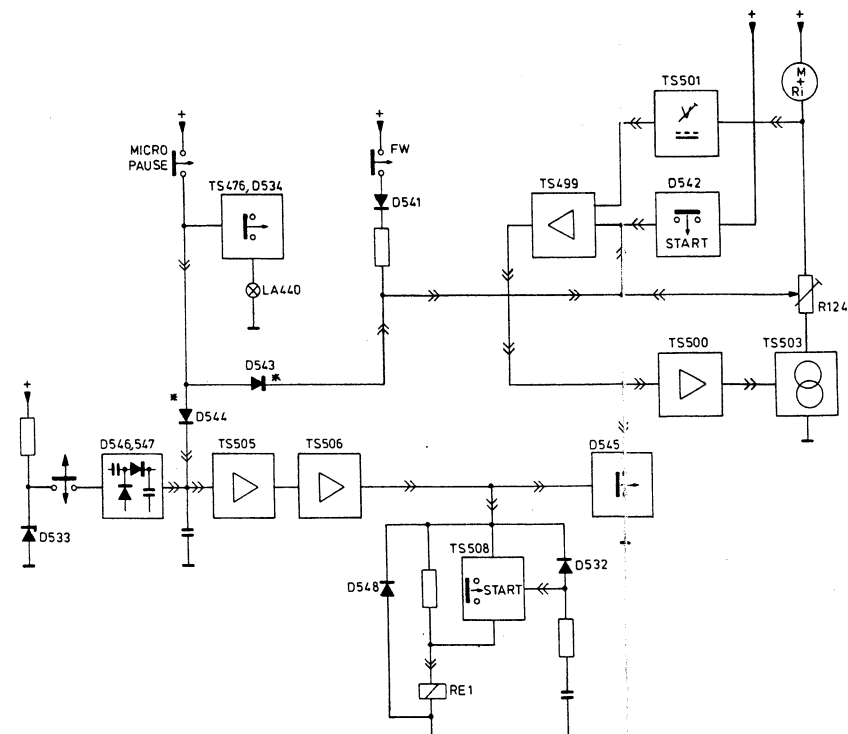 +
+
M
+
Ri
TS501
+
+
MICRO
PAUSE
FW
TS476, D534
TS499
D542
D541
START
LA440
R124
TS500
TS503
D543
*
+
*
D544
D546,547
TS505
TS506
D545
D533
TS508
D532
D548
START
RE1